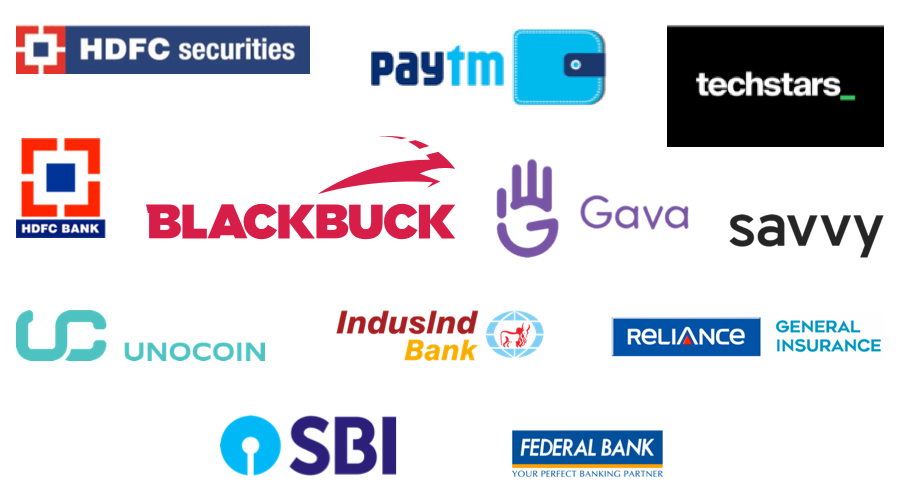 HDFC securities
paytm
techstars_
HDFC BANK
BLACKBUCK
Gava
savvy
UC
UNOCOIN
IndusInd
Bank
RELIANCE
GENERAL
INSURANCE
SBI
FEDERAL BANK
YOUR PERFECT BANKING PARTNER